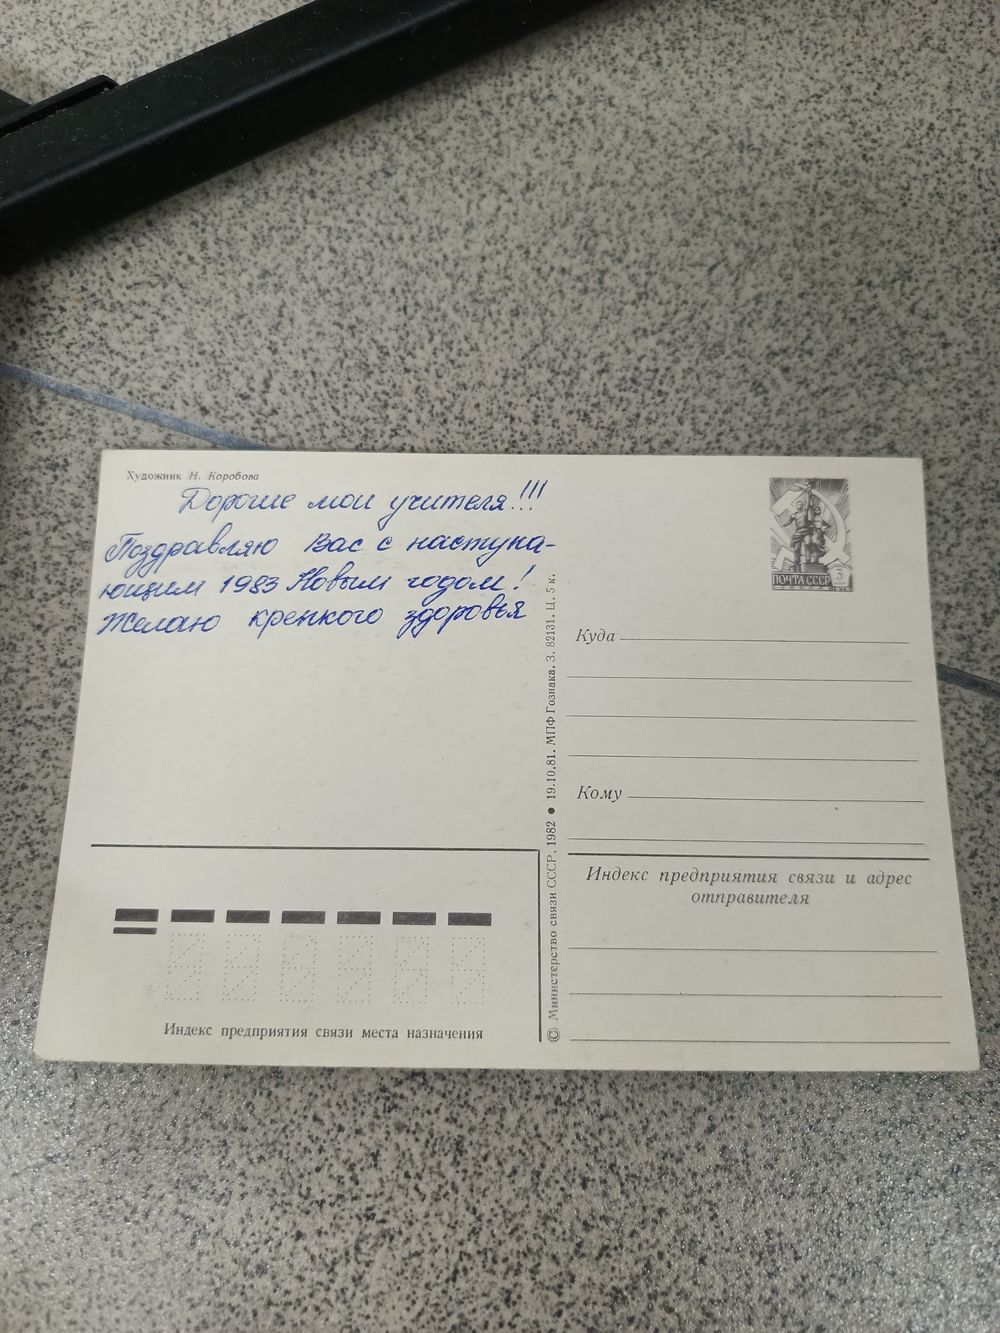 Художник Н. Коробова
Дорогие мои учителя!!!
Поздравляю Вас с наступа-
ющим 1983 Новым годом!
Желаю крепкого здоровья
ПОЧТА СССР
Куда
Кому
Индекс предприятия связи и адрес
отправителя
© Министерство связи СССР, 1982 ● 19.10.81. МПФ Гознака. З. 82131. Ц. 5 к.
Индекс предприятия связи места назначения